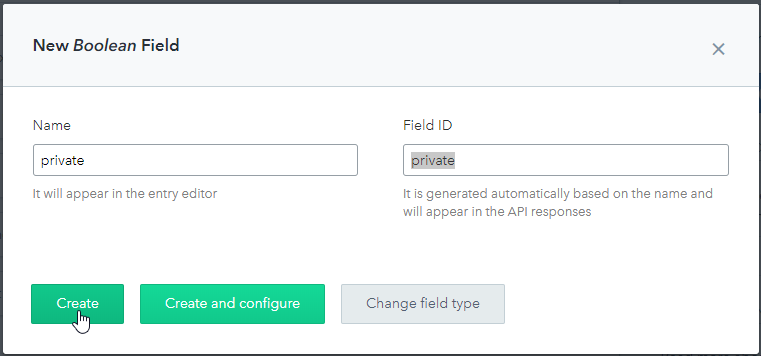 New Boolean Field
Name
Field ID
private
private
It will appear in the entry editor
It is generated automatically based on the name and
will appear in the API responses
Create
Create and configure
Change field type